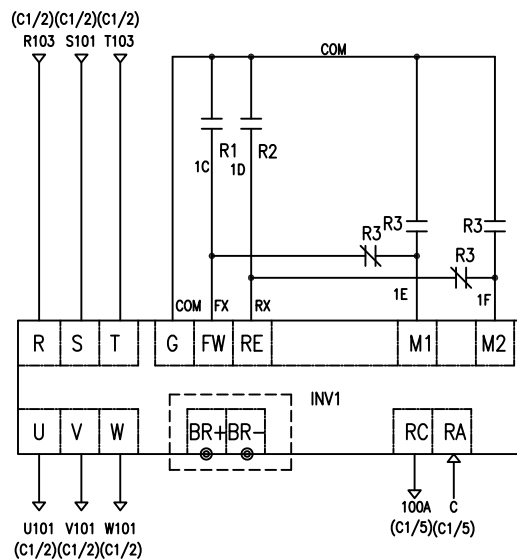 (C1/2) (C1/2) (C1/2)
R103 S101 T103
COM
R1 R2
1C 1D
R3 R3
R3
R3
1E 1F
COM FX RX
R S T G FW RE M1 M2
INV1
U V W BR+ BR- RC RA
U101 V101 W101
(C1/2) (C1/2) (C1/2)
100A C
(C1/5) (C1/5)